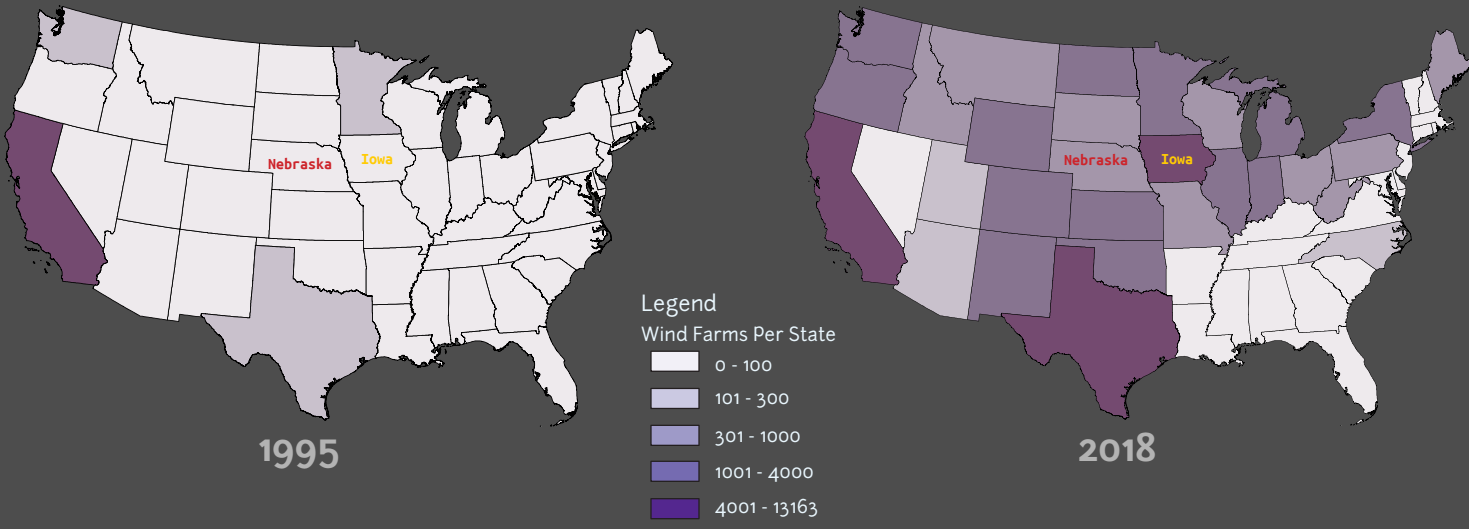 Nebraska
Iowa
Nebraska
Iowa
Legend
Wind Farms Per State
0 - 100
101 - 300
301 - 1000
1001 - 4000
4001 - 13163
1995
2018